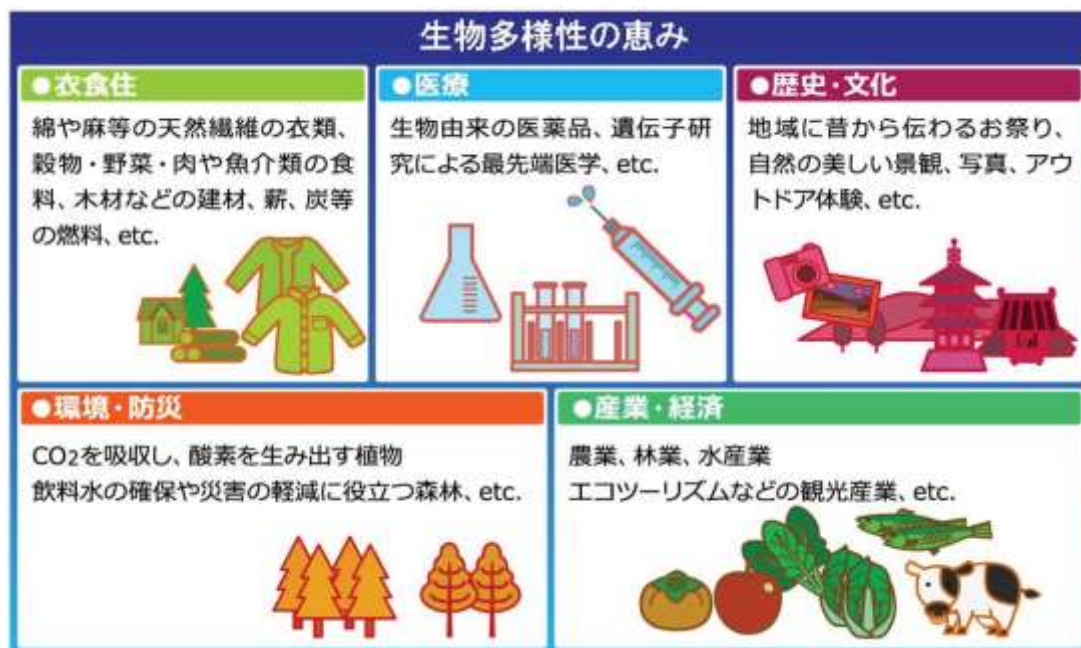 生物多様性の恵み
●衣食住
綿や麻等の天然繊維の衣類、
穀物・野菜・肉や魚介類の食
料、木材などの建材、薪、炭等
の燃料、etc.
●医療
生物由来の医薬品、遺伝子研
究による最先端医学、etc.
●歴史・文化
地域に昔から伝わるお祭り、
自然の美しい景観、写真、アウ
トドア体験、etc.
●環境・防災
CO2を吸収し、酸素を生み出す植物
飲料水の確保や災害の軽減に役立つ森林、etc.
●産業・経済
農業、林業、水産業
エコツーリズムなどの観光産業、etc.